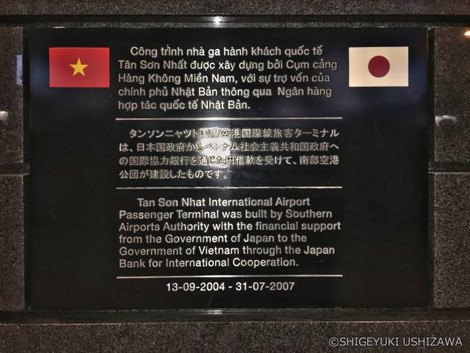 Công trình nhà ga hành khách quốc tế
Tân Sơn Nhất được xây dựng bởi Cụm cảng
Hàng Không Miền Nam, với sự trợ vốn của
chính phủ Nhật Bản thông qua Ngân hàng
hợp tác quốc tế Nhật Bản.
タンソンニャット国際空港国際線旅客ターミナル
は、日本国政府からベトナム社会主義共和国政府へ
の国際協力銀行を通じた円借款を受けて、南部空港
公団が建設したものです。
Tan Son Nhat International Airport
Passenger Terminal was built by Southern
Airports Authority with the financial support
from the Government of Japan to the
Government of Vietnam through the Japan
Bank for International Cooperation.
13-09-2004 - 31-07-2007
©SHIGEYUKI USHIZAWA